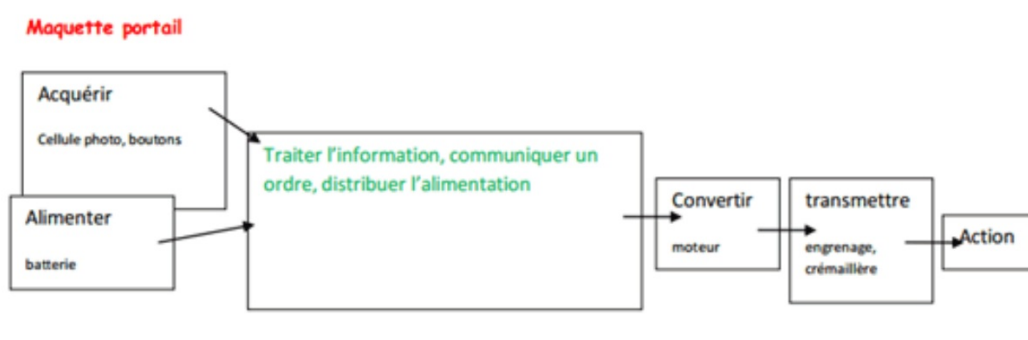 Maquette portail
Acquérir
Cellule photo, boutons
Alimenter
batterie
Traiter l'information, communiquer un
ordre, distribuer l'alimentation
Convertir
moteur
transmettre
engrenage,
crémaillère
Action